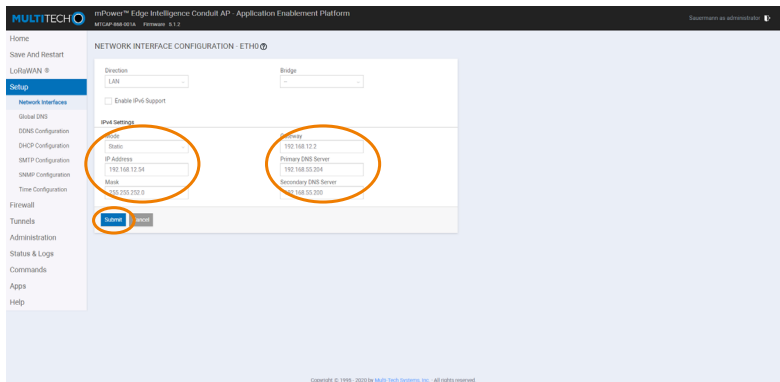 MULTITECH
mPower™ Edge Intelligence Conduit AP - Application Enablement Platform
MTCAP-868-001A Firmware 5.1.2
Sauermann as administrator
Home
Save And Restart
LoRaWAN ®
Setup
Network Interfaces
Global DNS
DDNS Configuration
DHCP Configuration
SMTP Configuration
SNMP Configuration
Time Configuration
Firewall
Tunnels
Administration
Status & Logs
Commands
Apps
Help
NETWORK INTERFACE CONFIGURATION - ETH0
Direction
LAN
Bridge
--
Enable IPv6 Support
IPv4 Settings
Mode
Static
Gateway
192.168.12.2
IP Address
192.168.12.54
Primary DNS Server
192.168.55.204
Mask
255.255.252.0
Secondary DNS Server
192.168.55.200
Submit
Cancel
Copyright © 1995 - 2020 by Multi-Tech Systems, Inc. - All rights reserved.